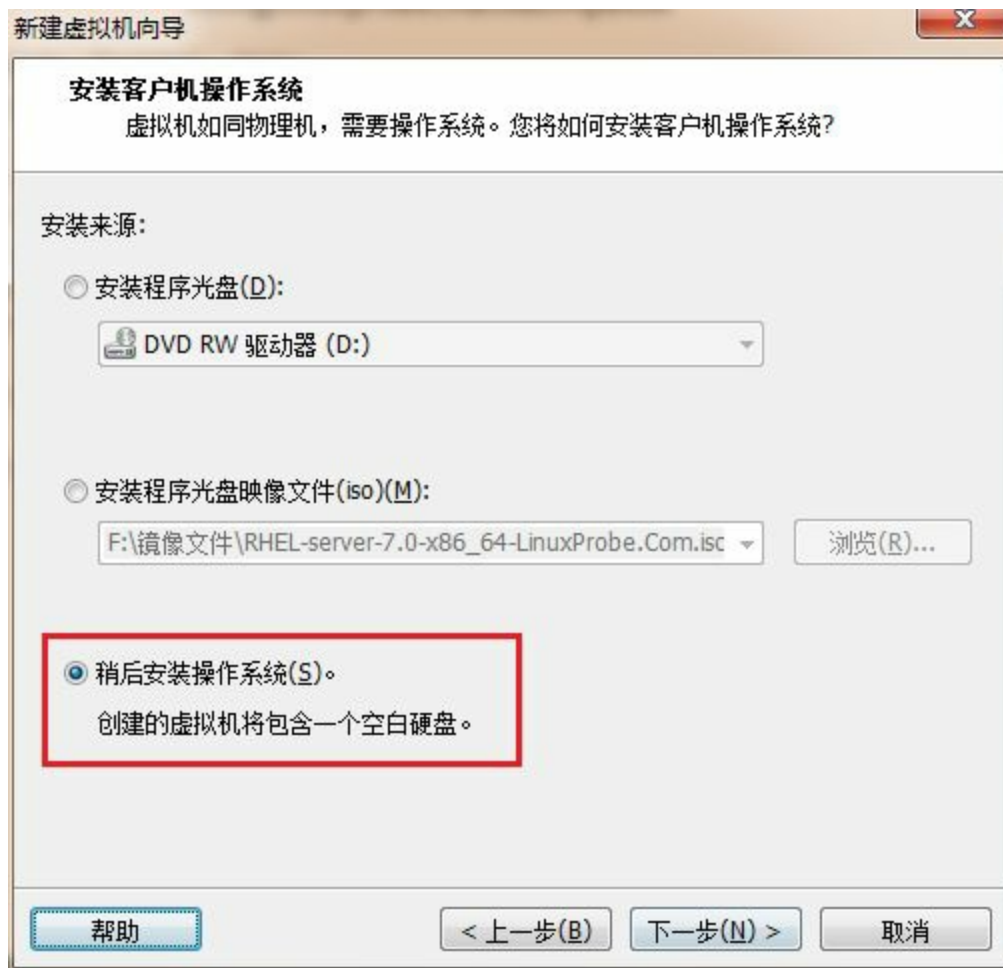 新建虚拟机向导
安装客户机操作系统
虚拟机如同物理机，需要操作系统。您将如何安装客户机操作系统?
安装来源:
安装程序光盘(D):
DVD RW 驱动器 (D:)
安装程序光盘映像文件(iso)(M):
F:\镜像文件\RHEL-server-7.0-x86_64-LinuxProbe.Com.isc
浏览(R)...
稍后安装操作系统(S)。
创建的虚拟机将包含一个空白硬盘。
帮助 < 上一步(B) 下一步(N) > 取消